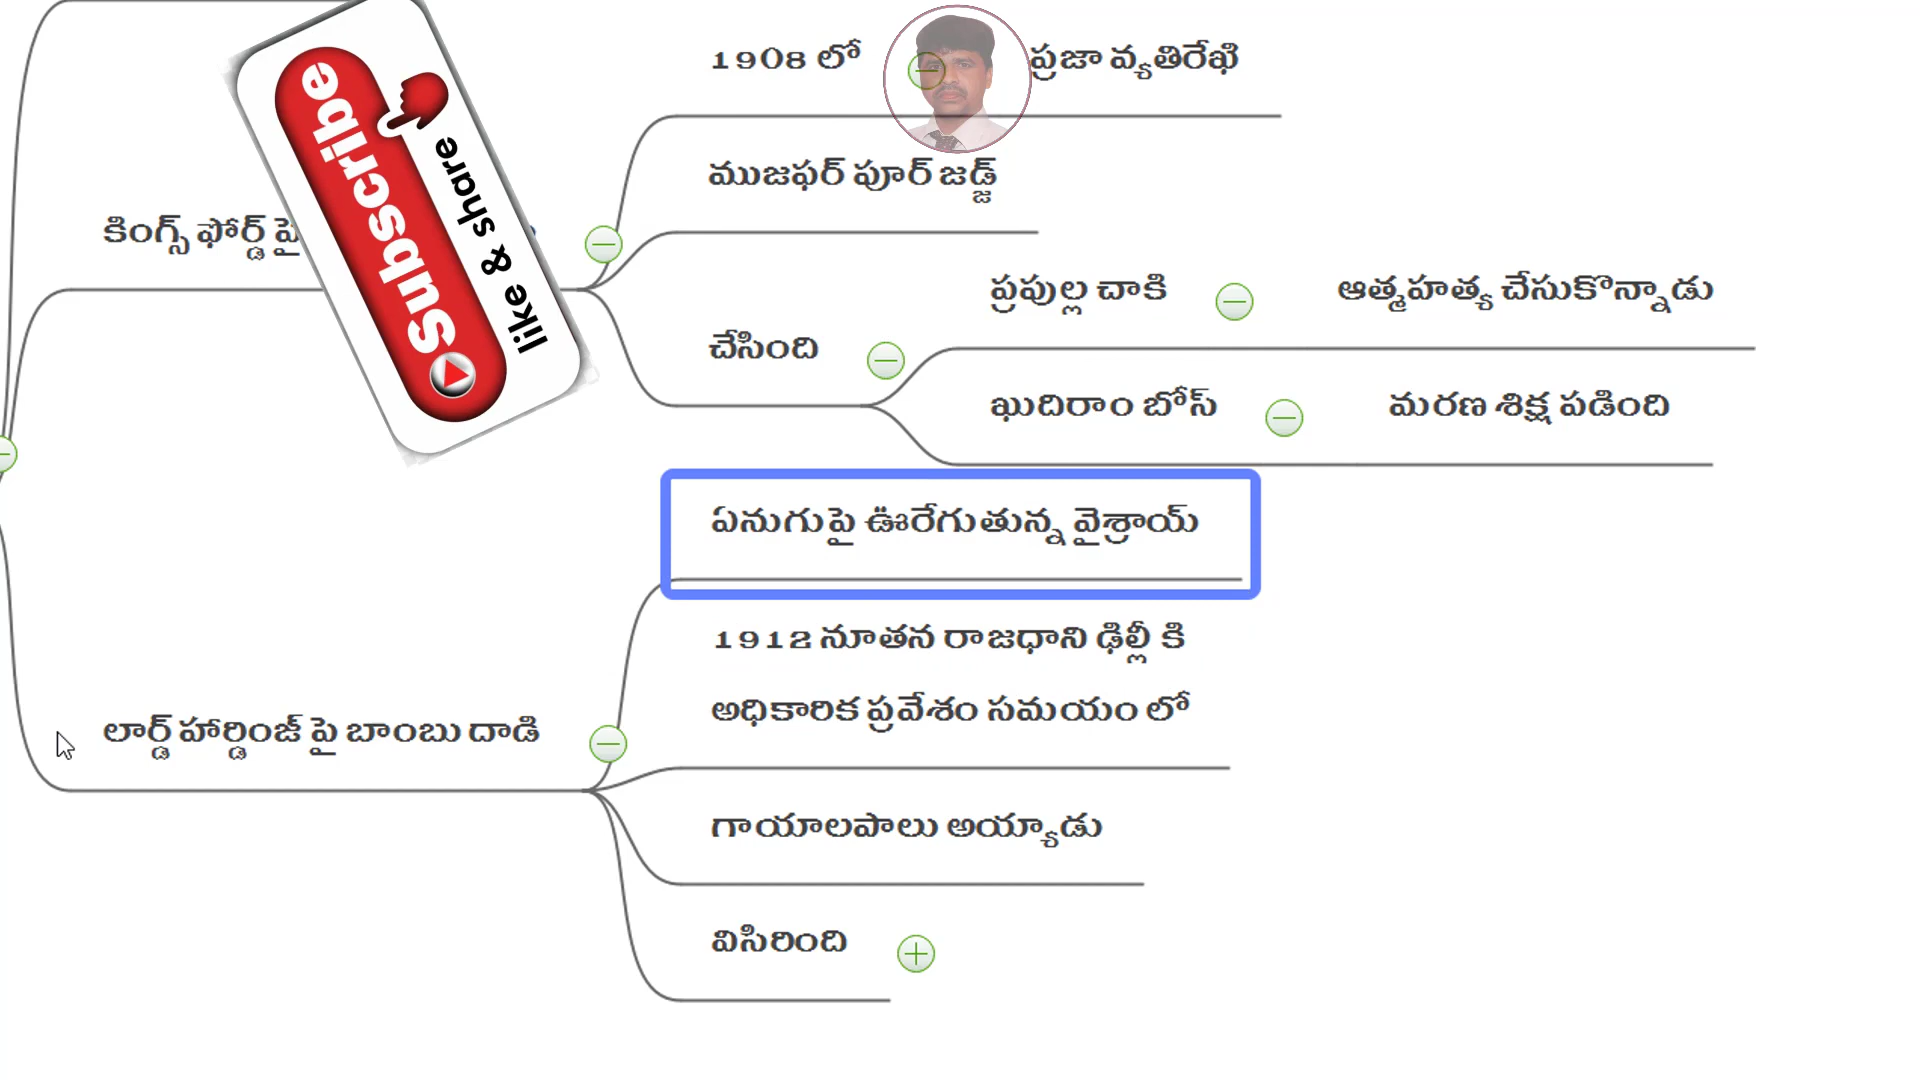 1908 లో
ప్రజా వ్యతిరేఖి
ముజఫర్ పూర్ జడ్జ్
కింగ్స్ ఫోర్డ్ పై
Subscribe
like & share
ప్రపుల్ల చాకి
ఆత్మహత్య చేసుకొన్నాడు
చేసింది
ఖుదిరాం బోస్
మరణ శిక్ష పడింది
ఏనుగుపై ఊరేగుతున్న వైశ్రాయ్
1912 నూతన రాజధాని ఢిల్లీ కి
అధికారిక ప్రవేశం సమయం లో
లార్డ్ హార్డింజ్ పై బాంబు దాడి
గాయాలపాలు అయ్యాడు
విసిరింది